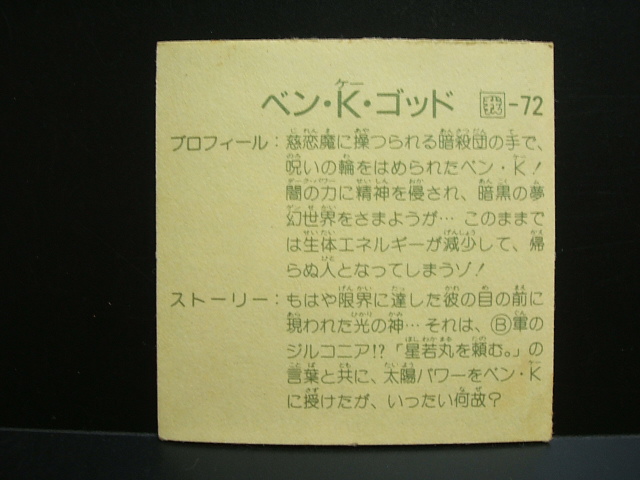 ベン・K・ゴッド -72
プロフィール：慈恋魔に操つられる暗殺団の手で、
呪いの輪をはめられたベン・K！
闇の力に精神を侵され、暗黒の夢
幻世界をさまようが… このままで
は生体エネルギーが減少して、帰
らぬ人となってしまうゾ！
ストーリー：もはや限界に達した彼の目の前に
現われた光の神…それは、Ⓑ軍の
ジルコニア!?「星若丸を頼む。」の
言葉と共に、太陽パワーをベン・K
に授けたが、いったい何故？